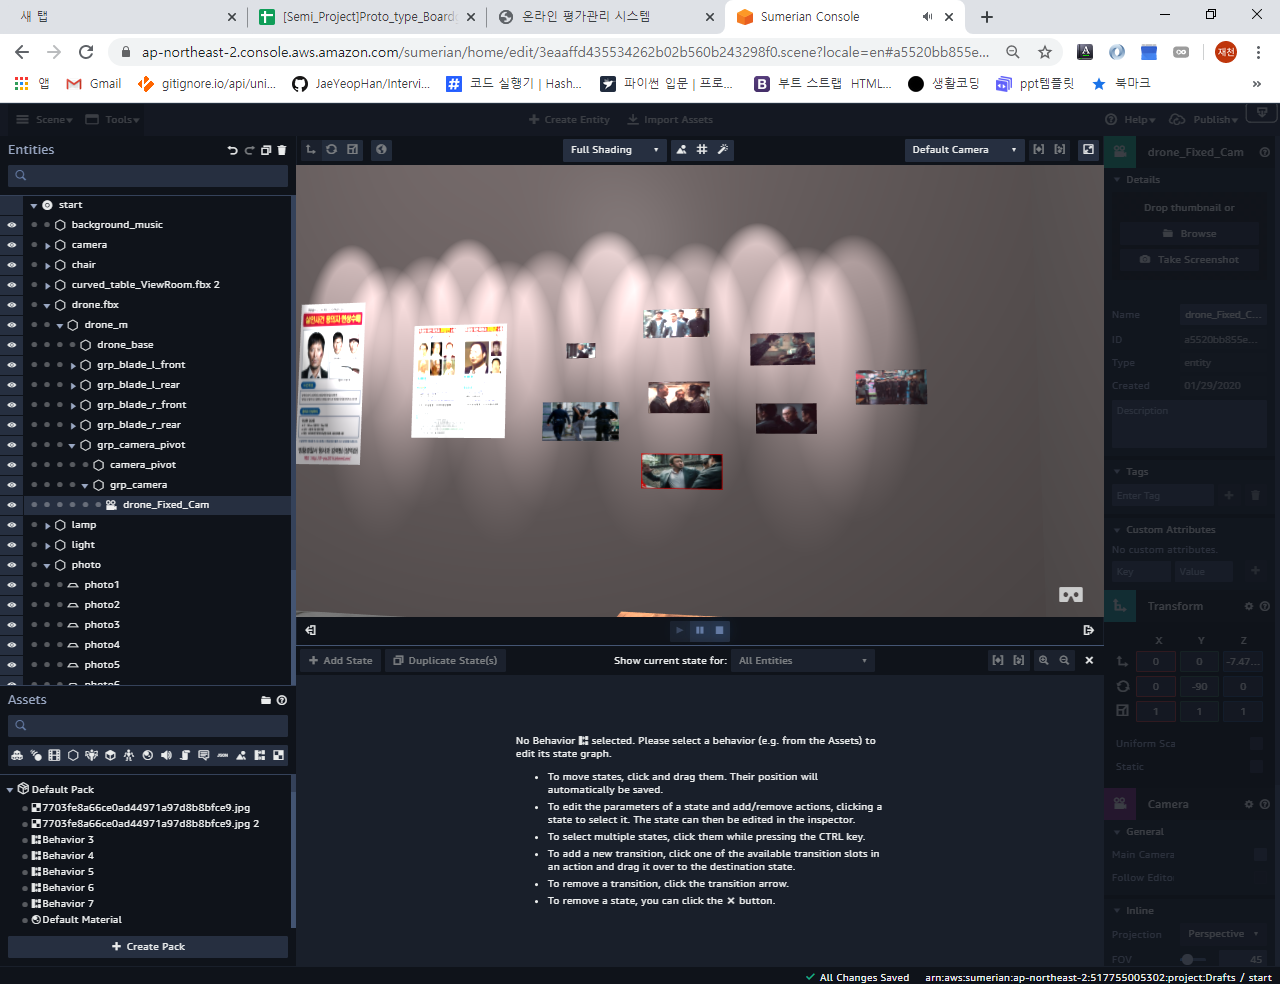 새 탭
[Semi_Project]Proto_type_Board
온라인 평가관리 시스템
Sumerian Console
ap-northeast-2.console.aws.amazon.com/sumerian/home/edit/3eaaffd435534262b02b560b243298f0.scene?locale=en#a5520bb855e...
재천
앱
Gmail
gitignore.io/api/uni...
JaeYeopHan/Intervi...
코드 실행기 | Hash...
파이썬 입문 | 프로...
부트 스트랩 HTML...
생활코딩
ppt템플릿
북마크
Scene
Tools
Create Entity
Import Assets
Help
Publish
Entities
Full Shading
Default Camera
drone_Fixed_Cam
start
background_music
camera
chair
curved_table_ViewRoom.fbx 2
drone.fbx
drone_m
drone_base
grp_blade_l_front
grp_blade_l_rear
grp_blade_r_front
grp_blade_r_rear
grp_camera_pivot
camera_pivot
grp_camera
drone_Fixed_Cam
lamp
light
photo
photo1
photo2
photo3
photo4
photo5
photo6
살인사건 용의자 현상수배
Details
Drop thumbnail or
Browse
Take Screenshot
Name
drone_Fixed_C...
ID
a5520bb855e...
Type
entity
Created
01/29/2020
Description
Tags
Enter Tag
Custom Attributes
No custom attributes.
Key
Value
Transform
X Y Z
0 0 -7.47...
0 -90 0
1 1 1
Uniform Sca
Static
Camera
General
Main Camera
Follow Edito
Inline
Projection
Perspective
FOV
45
Add State
Duplicate State(s)
Show current state for:
All Entities
No Behavior selected. Please select a behavior (e.g. from the Assets) to
edit its state graph.
• To move states, click and drag them. Their position will
automatically be saved.
• To edit the parameters of a state and add/remove actions, clicking a
state to select it. The state can then be edited in the inspector.
• To select multiple states, click them while pressing the CTRL key.
• To add a new transition, click one of the available transition slots in
an action and drag it over to the destination state.
• To remove a transition, click the transition arrow.
• To remove a state, you can click the ✕ button.
Assets
Default Pack
7703fe8a66ce0ad44971a97d8b8bfce9.jpg
7703fe8a66ce0ad44971a97d8b8bfce9.jpg 2
Behavior 3
Behavior 4
Behavior 5
Behavior 6
Behavior 7
Default Material
Create Pack
All Changes Saved
arn:aws:sumerian:ap-northeast-2:517755005302:project:Drafts / start